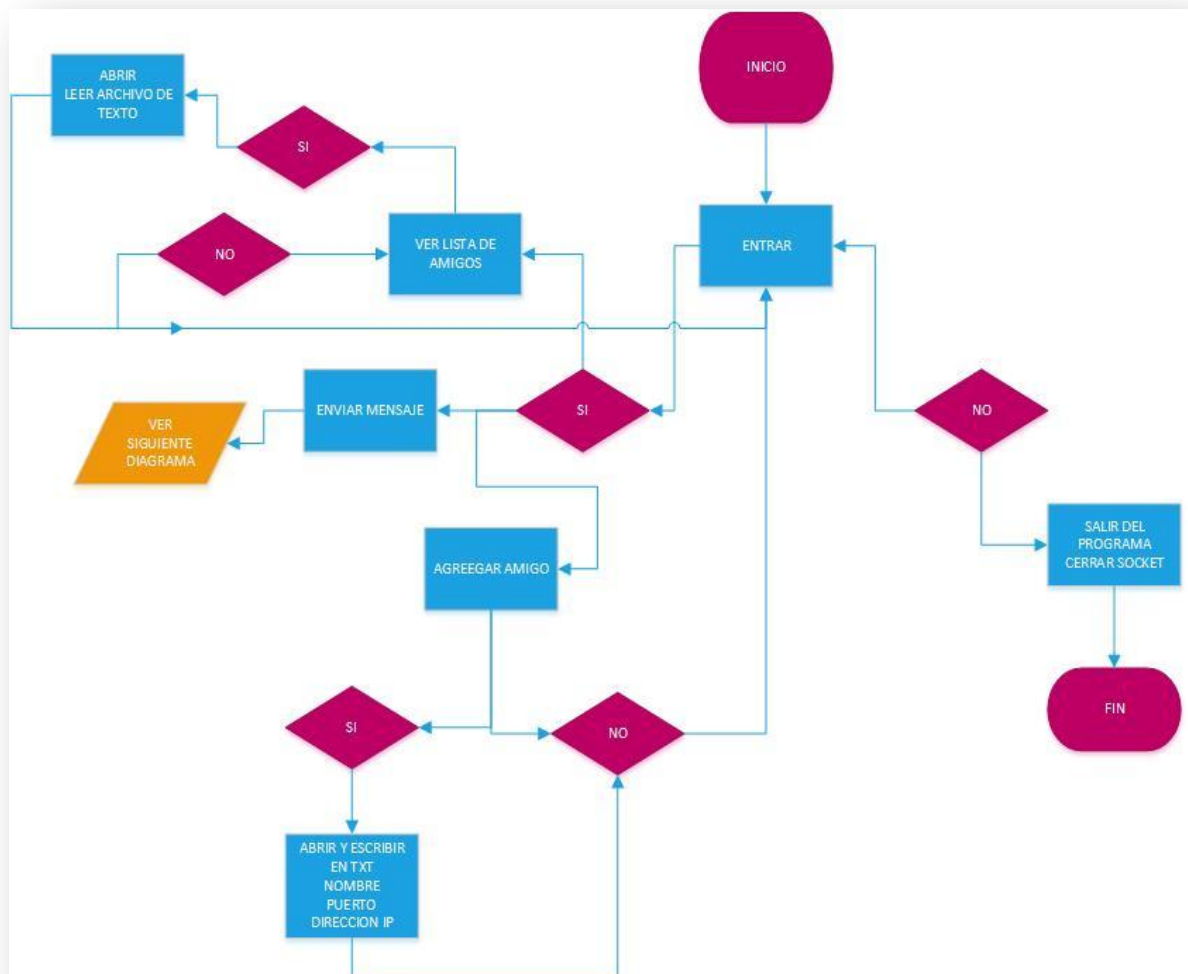 INICIO
ABRIR
LEER ARCHIVO DE
TEXTO
SI
NO
VER LISTA DE
AMIGOS
ENTRAR
VER
SIGUIENTE
DIAGRAMA
ENVIAR MENSAJE
SI
NO
AGREEGAR AMIGO
SALIR DEL
PROGRAMA
CERRAR SOCKET
SI
NO
FIN
ABRIR Y ESCRIBIR
EN TXT
NOMBRE
PUERTO
DIRECCION IP